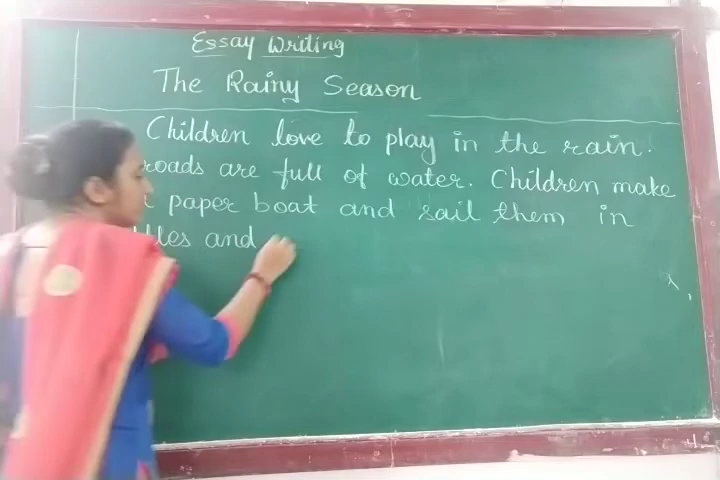 Essay Writing
The Rainy Season
Children love to play in the rain.
roads are full of water. Children make
paper boat and sail them in
and